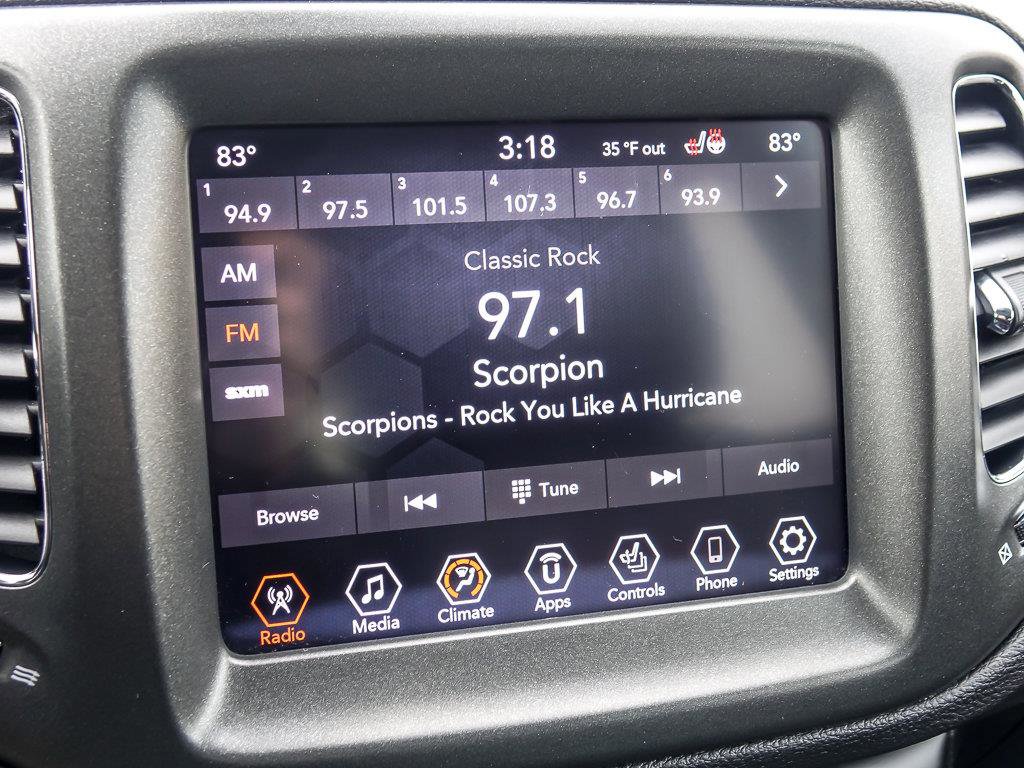 83° 3:18 35 °F out 83°
1 94.9 2 97.5 3 101.5 4 107.3 5 96.7 6 93.9
AM
Classic Rock
97.1
FM
Scorpion
sxm
Scorpions - Rock You Like A Hurricane
Browse Tune Audio
Radio Media Climate Apps Controls Phone Settings